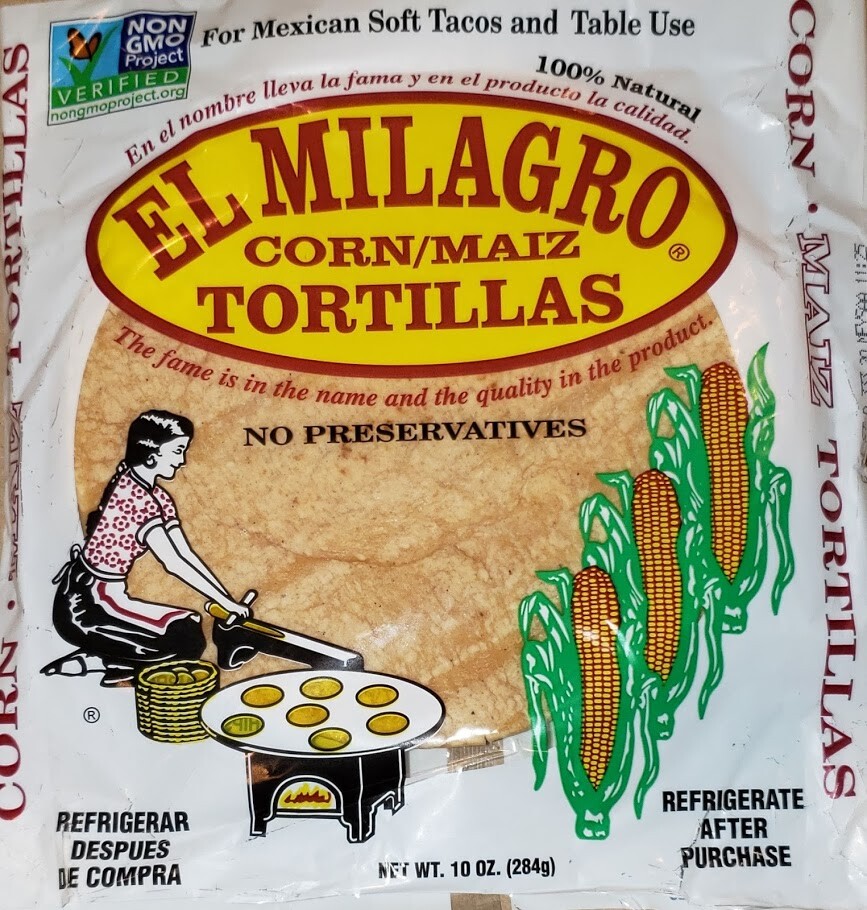 NON
GMO
Project
VERIFIED
nongmoproject.org
For Mexican Soft Tacos and Table Use
100% Natural
En el nombre lleva la fama y en el producto la calidad.
EL MILAGRO®
CORN/MAIZ
TORTILLAS
The fame is in the name and the quality in the product.
NO PRESERVATIVES
®
REFRIGERAR
DESPUES
DE COMPRA
NET WT. 10 OZ. (284g)
REFRIGERATE
AFTER
PURCHASE
CORN · MAIZ TORTILLAS
CORN · MAIZ TORTILLAS